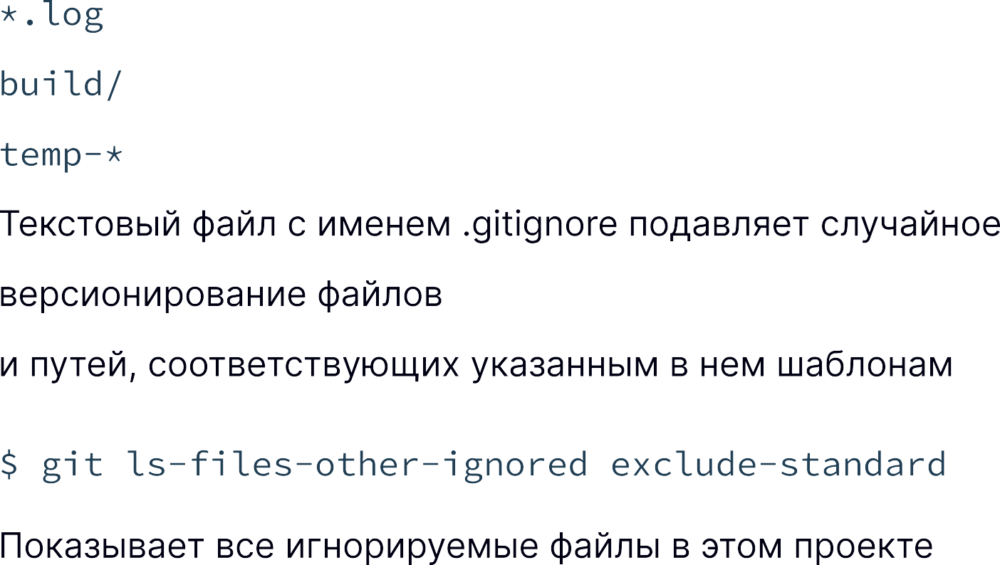 *.log
build/
temp-*
Текстовый файл с именем .gitignore подавляет случайное
версионирование файлов
и путей, соответствующих указанным в нем шаблонам
$ git ls-files-other-ignored exclude-standard
Показывает все игнорируемые файлы в этом проекте